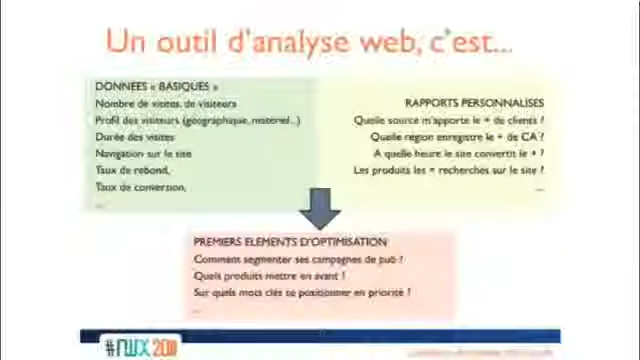 Un outil d'analyse web, c'est...
DONNEES « BASIQUES »
Nombre de visites, de visiteurs
Profil des visiteurs (géographique, matériel...)
Durée des visites
Navigation sur le site
Taux de rebond,
Taux de conversion,
...
RAPPORTS PERSONNALISES
Quelle source m'apporte le + de clients ?
Quelle région enregistre le + de CA ?
A quelle heure le site convertit le + ?
Les produits les + recherchés sur le site ?
...
PREMIERS ELEMENTS D'OPTIMISATION
Comment segmenter ses campagnes de pub ?
Quels produits mettre en avant ?
Sur quels mots clés se positionner en priorité ?
...
#nwx 2011